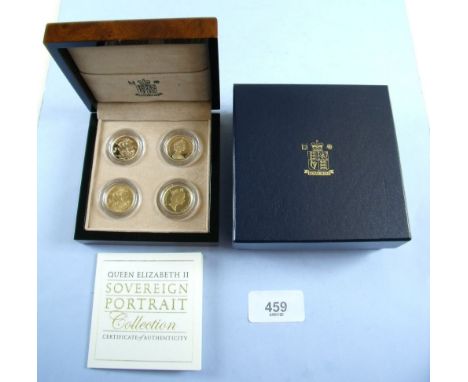 QUEEN ELIZABETH II
SOVEREIGN
PORTRAIT
Collection
CERTIFICATE of AUTHENTICITY
459